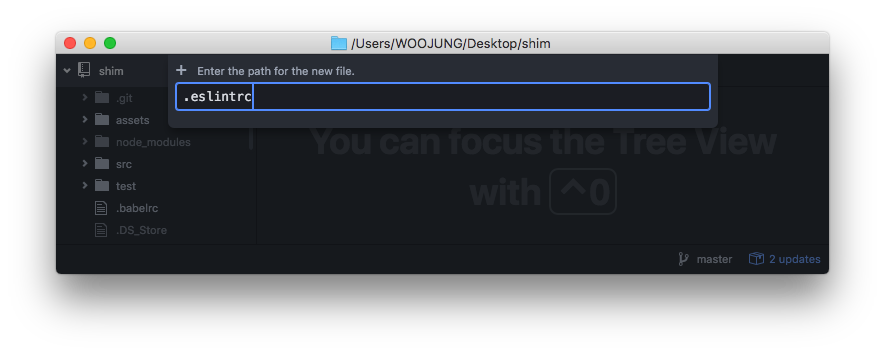 /Users/WOOJUNG/Desktop/shim
shim
.git
assets
node_modules
src
test
.babelrc
.DS_Store
Enter the path for the new file.
.eslintrc
You can focus the Tree View
with ^0
master
2 updates